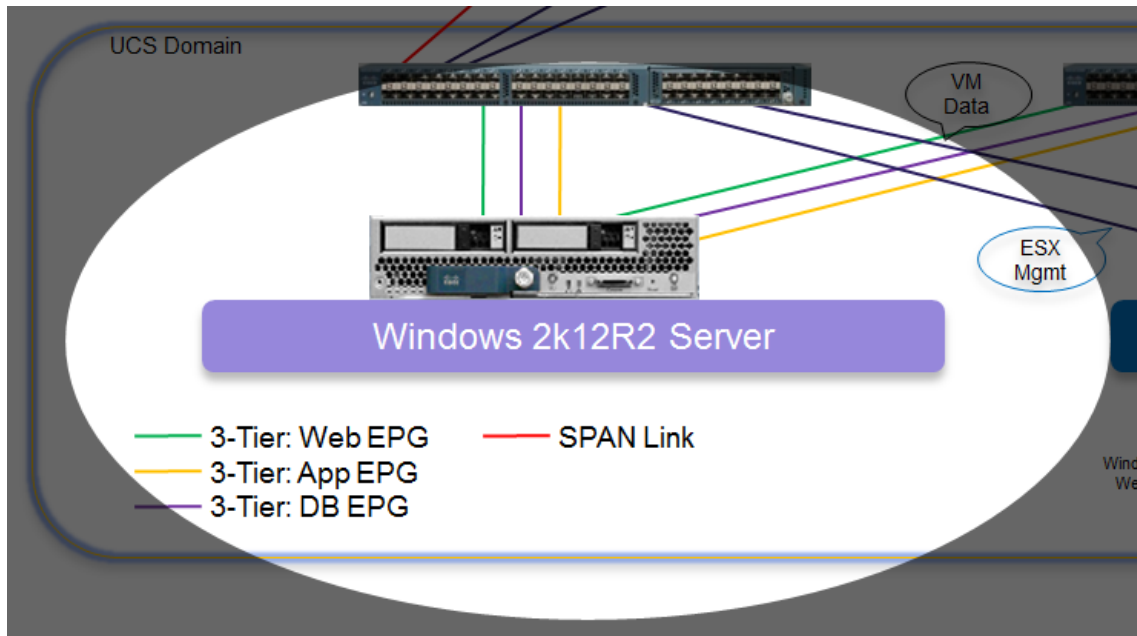 UCS Domain
VM
Data
ESX
Mgmt
Windows 2k12R2 Server
3-Tier: Web EPG
SPAN Link
3-Tier: App EPG
3-Tier: DB EPG